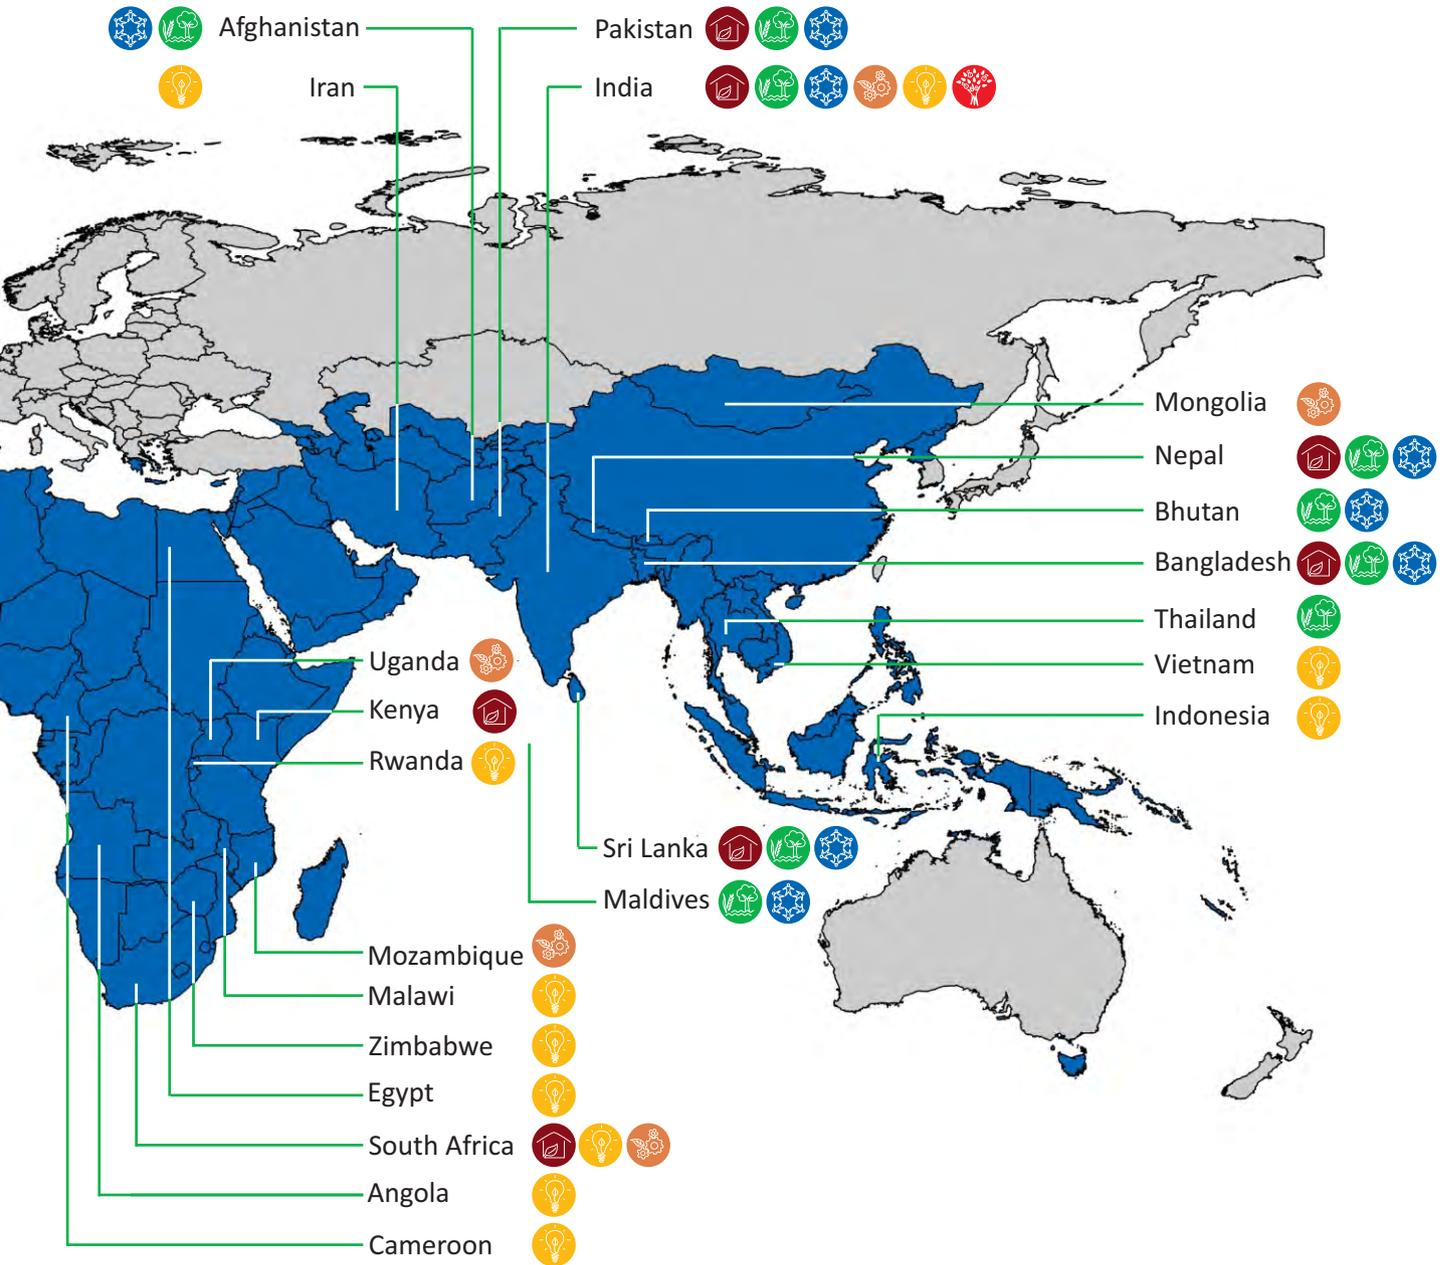 Afghanistan
Pakistan
Iran
India
Mongolia
Nepal
Bhutan
Bangladesh
Thailand
Vietnam
Indonesia
Uganda
Kenya
Rwanda
Sri Lanka
Maldives
Mozambique
Malawi
Zimbabwe
Egypt
South Africa
Angola
Cameroon